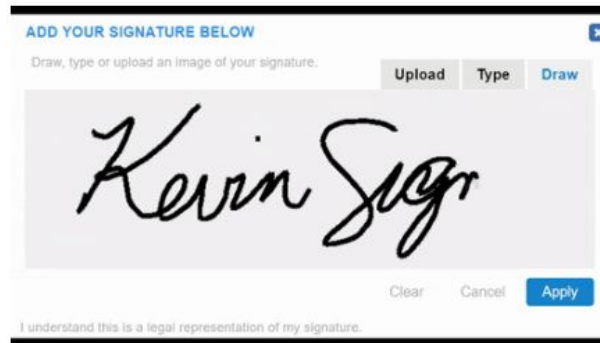 ADD YOUR SIGNATURE BELOW
Draw, type or upload an image of your signature.
Upload Type Draw
Kevin Sign
Clear Cancel Apply
I understand this is a legal representation of my signature.